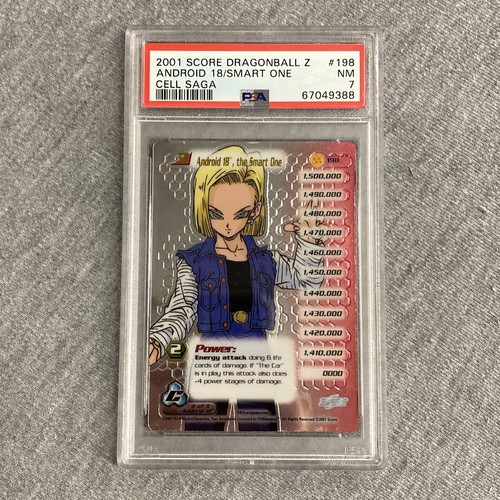 2001 SCORE DRAGONBALL Z #198
ANDROID 18/SMART ONE NM
CELL SAGA 7
PSA 67049388
Android 18™, the Smart One 198
1,500,000
1,490,000
1,480,000
1,470,000
1,460,000
1,450,000
1,440,000
1,430,000
1,420,000
1,410,000
0000
2
Power:
Energy attack doing 6 life
cards of damage. If "The Car"
is in play this attack also does
+4 power stages of damage.